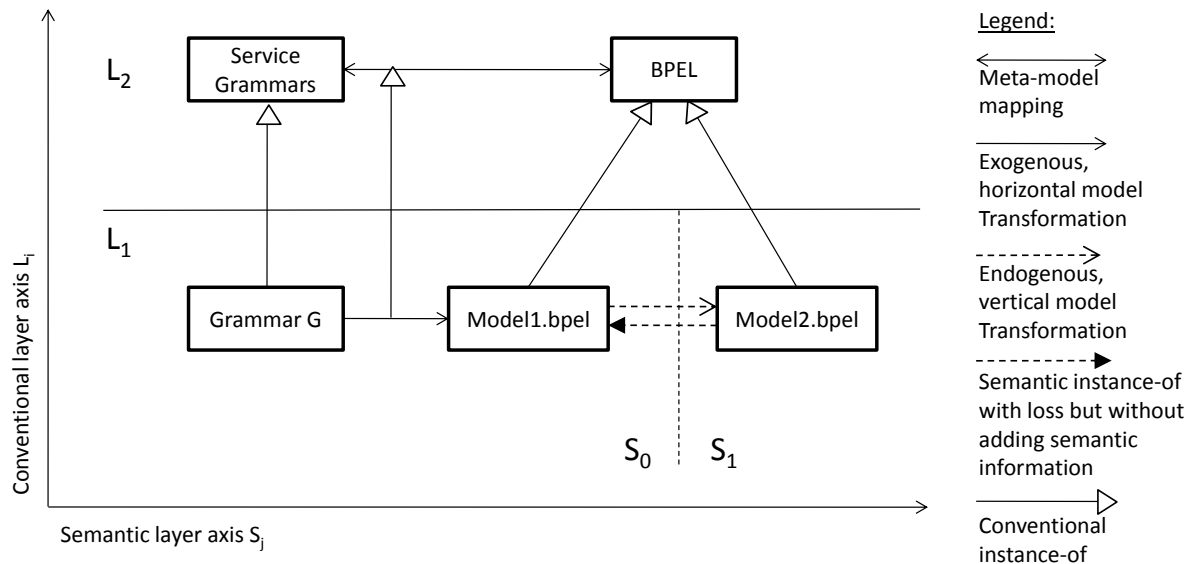 Conventional layer axis Lᵢ
L₂
Service
Grammars
BPEL
L₁
Grammar G
Model1.bpel
Model2.bpel
S₀
S₁
Semantic layer axis Sⱼ
Legend:
Meta-model
mapping
Exogenous,
horizontal model
Transformation
Endogenous,
vertical model
Transformation
Semantic instance-of
with loss but without
adding semantic
information
Conventional
instance-of